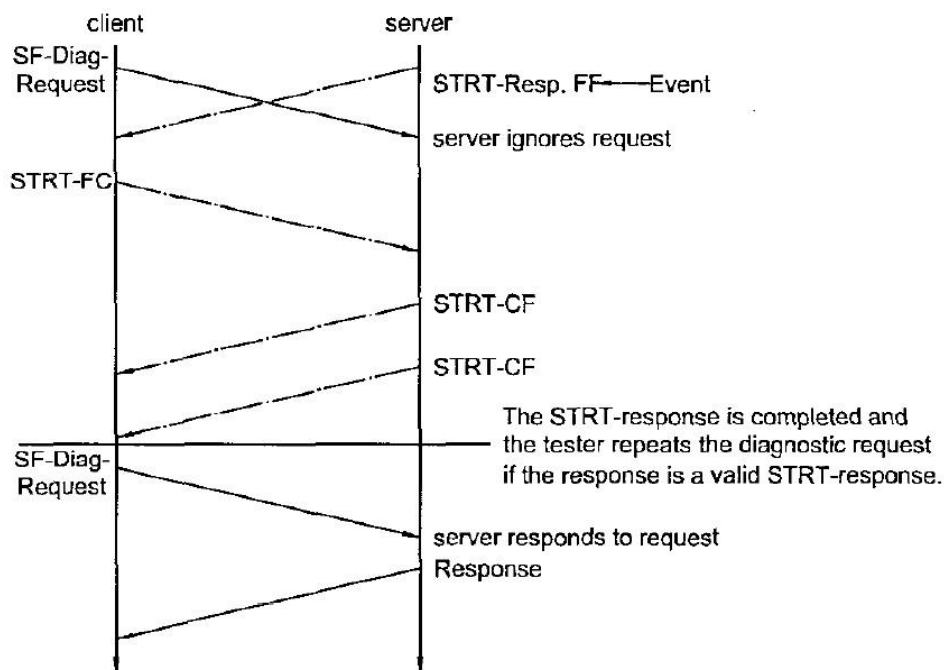 client
server
SF-Diag-
Request
STRT-Resp. FF
Event
server ignores request
STRT-FC
STRT-CF
STRT-CF
The STRT-response is completed and
the tester repeats the diagnostic request
if the response is a valid STRT-response.
SF-Diag-
Request
server responds to request
Response